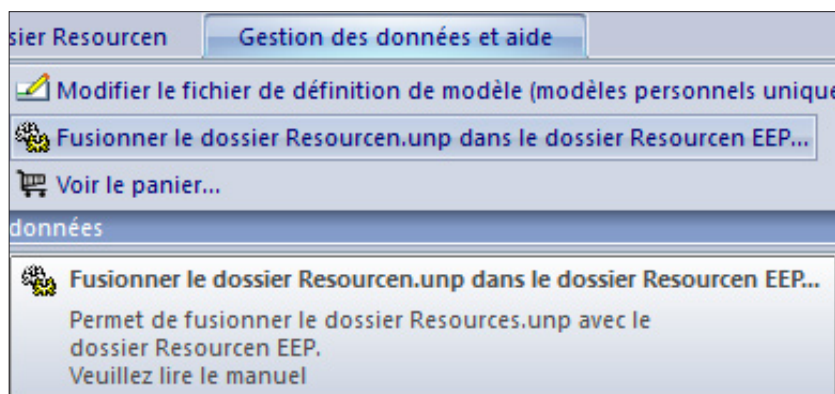 sier Resourcen
Gestion des données et aide
Modifier le fichier de définition de modèle (modèles personnels unique
Fusionner le dossier Resourcen.unp dans le dossier Resourcen EEP...
Voir le panier...
données
Fusionner le dossier Resourcen.unp dans le dossier Resourcen EEP...
Permet de fusionner le dossier Resources.unp avec le
dossier Resourcen EEP.
Veuillez lire le manuel